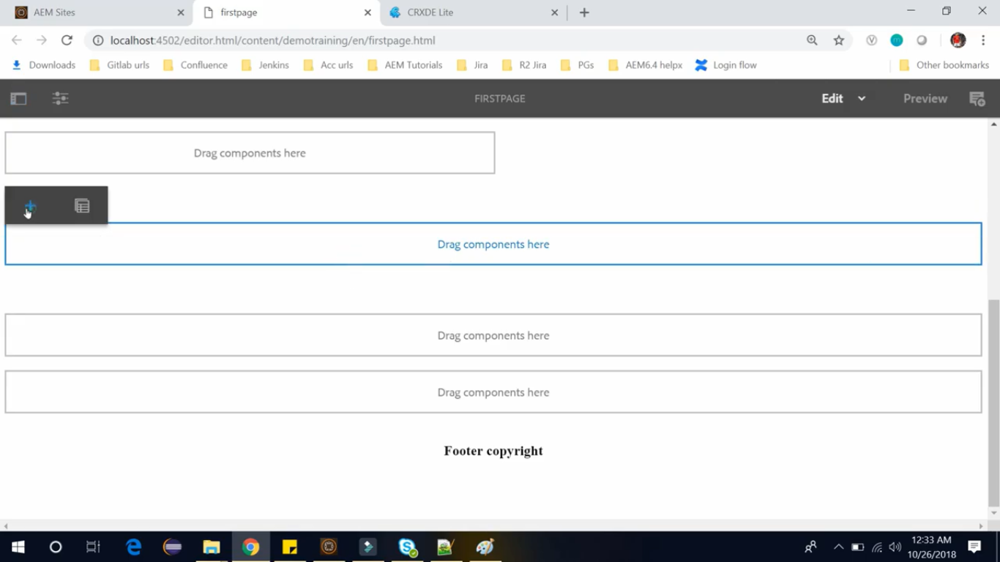 AEM Sites
firstpage
CRXDE Lite
localhost:4502/editor.html/content/demotraining/en/firstpage.html
Downloads Gitlab urls Confluence Jenkins Acc urls AEM Tutorials Jira R2 Jira PGs AEM6.4 helpx Login flow Other bookmarks
FIRSTPAGE
Edit
Preview
Drag components here
Drag components here
Drag components here
Drag components here
Footer copyright
12:33 AM
10/26/2018